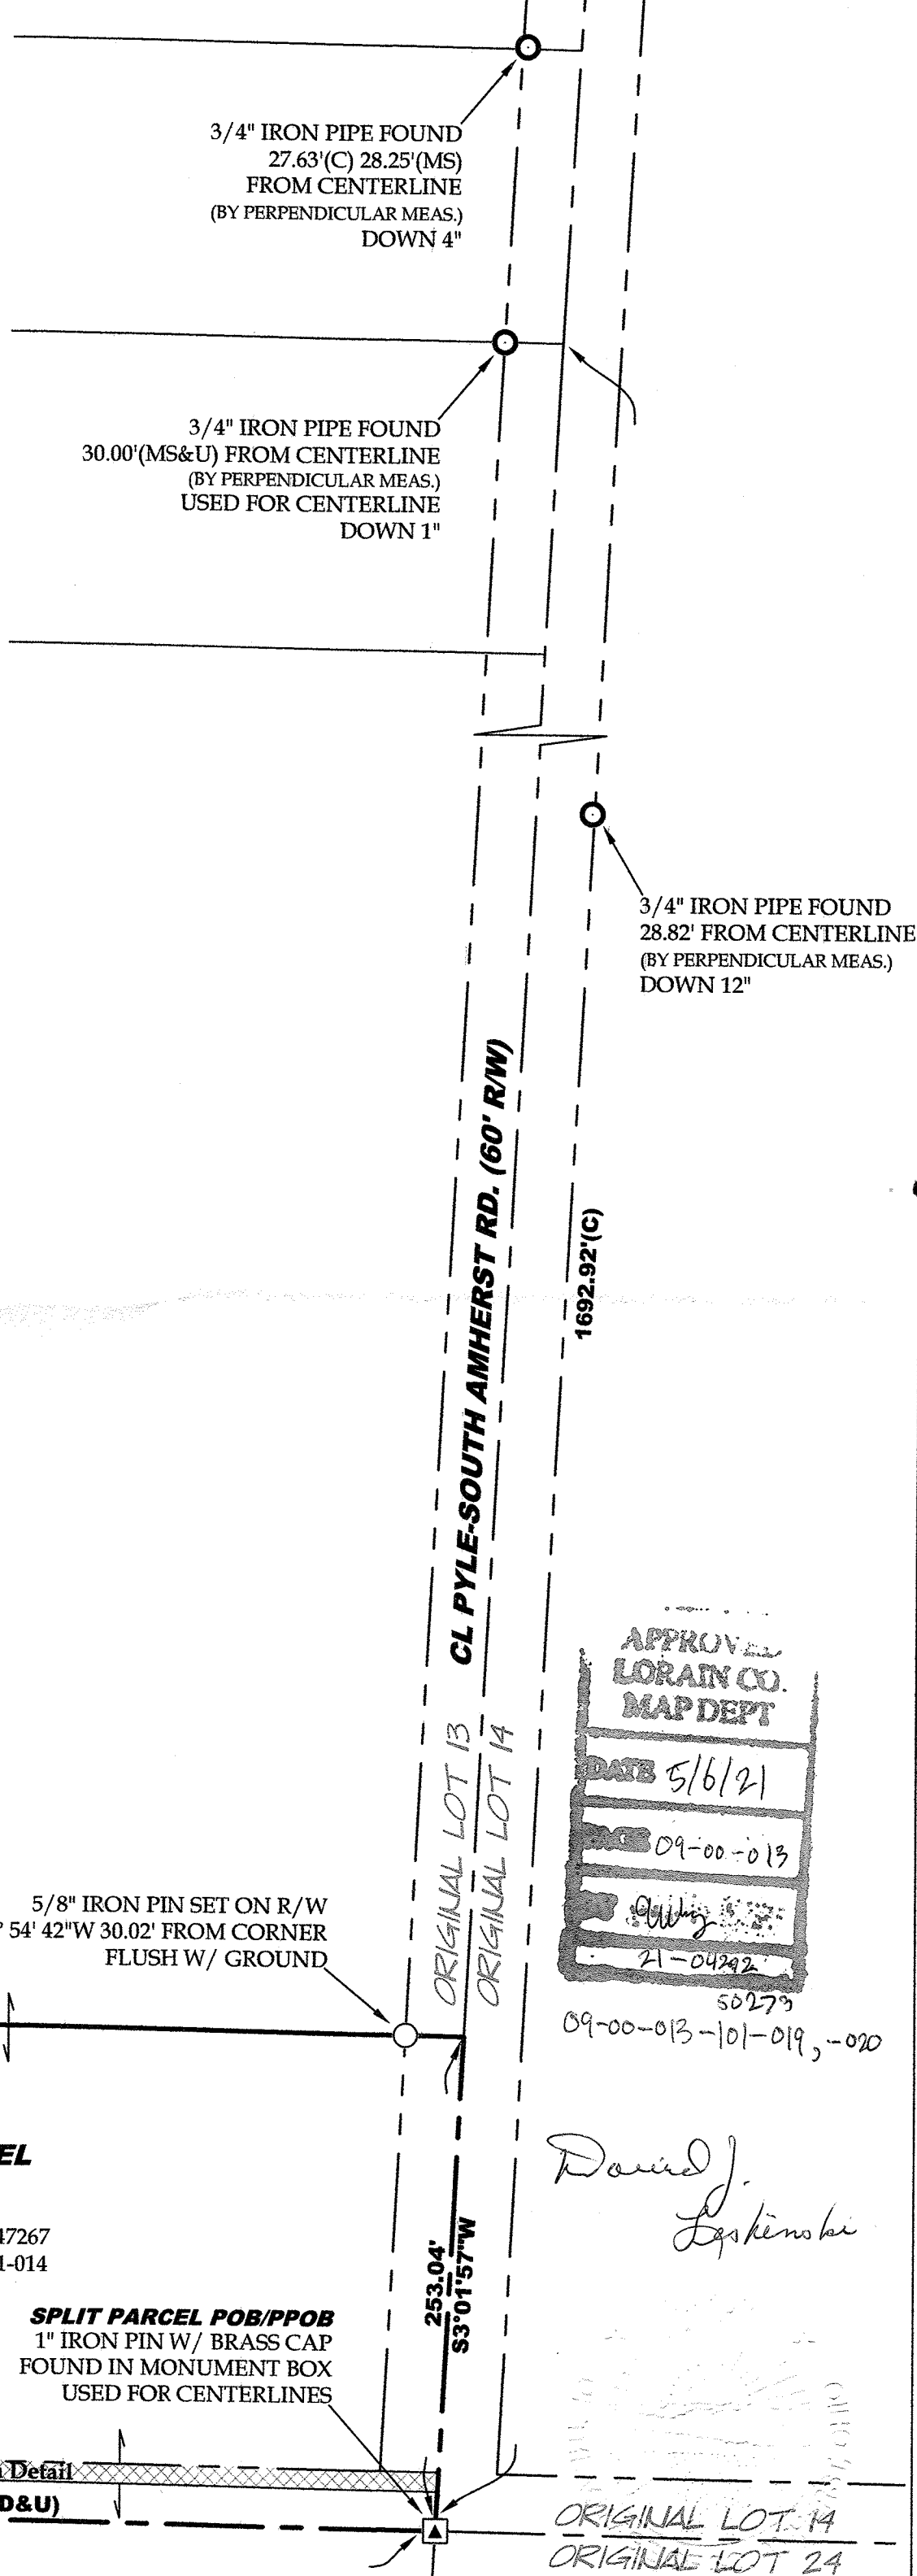 3/4" IRON PIPE FOUND
27.63'(C) 28.25'(MS)
FROM CENTERLINE
(BY PERPENDICULAR MEAS.)
DOWN 4"
3/4" IRON PIPE FOUND
30.00'(MS&U) FROM CENTERLINE
(BY PERPENDICULAR MEAS.)
USED FOR CENTERLINE
DOWN 1"
3/4" IRON PIPE FOUND
28.82' FROM CENTERLINE
(BY PERPENDICULAR MEAS.)
DOWN 12"
CL PYLE-SOUTH AMHERST RD. (60' R/W)
1692.92'(C)
APPROVED
LORAIN CO.
MAP DEPT
DATE 5/6/21
PAGE 09-00-013
21-04292
50273
09-00-013-101-019, -020
ORIGINAL LOT 13
ORIGINAL LOT 14
5/8" IRON PIN SET ON R/W
° 54' 42"W 30.02' FROM CORNER
FLUSH W/ GROUND
EL
47267
1-014
David J.
253.04'
S3°01'57"W
SPLIT PARCEL POB/PPOB
1" IRON PIN W/ BRASS CAP
FOUND IN MONUMENT BOX
USED FOR CENTERLINES
Detail
D&U)
ORIGINAL LOT 14
ORIGINAL LOT 24